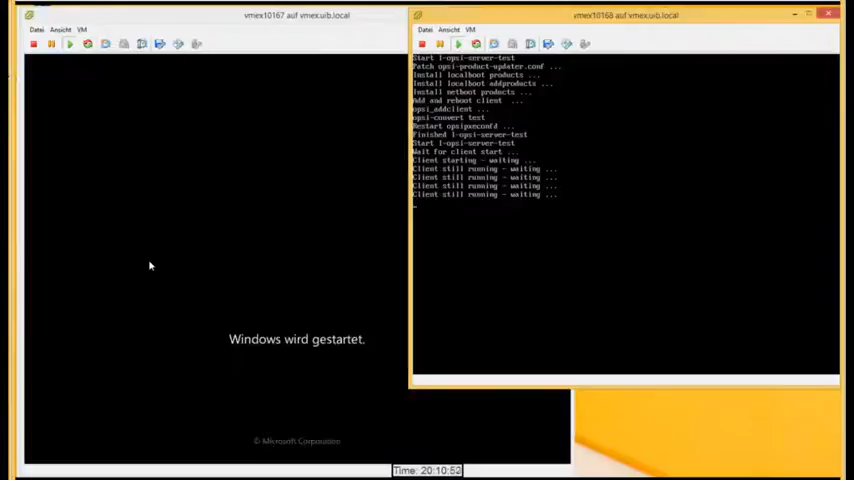 vmex10167 auf vmex.uib.local
Datei Ansicht VM
Windows wird gestartet.
© Microsoft Corporation
vmex10168 auf vmex.uib.local
Datei Ansicht VM
Start l-opsi-server-test
Patch opsi-product-updater.conf ...
Install localboot products ...
Install localboot addproducts ...
Install netboot products ...
Add and reboot client ...
opsi_addclient ...
opsi-convert test
Restart opsipxeconfd ...
Finished l-opsi-server-test
Start l-opsi-server-test
Wait for client start ...
Client starting - waiting ...
Client still running - waiting ...
Client still running - waiting ...
Client still running - waiting ...
Client still running - waiting ...
Time: 20:10:52